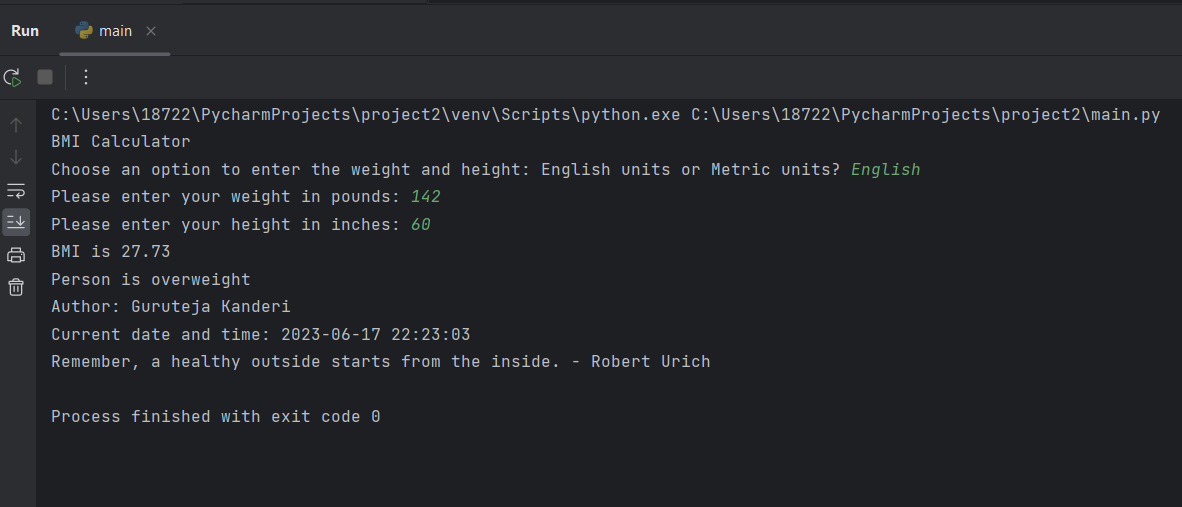 Run main
C:\Users\18722\PycharmProjects\project2\venv\Scripts\python.exe C:\Users\18722\PycharmProjects\project2\main.py
BMI Calculator
Choose an option to enter the weight and height: English units or Metric units? English
Please enter your weight in pounds: 142
Please enter your height in inches: 60
BMI is 27.73
Person is overweight
Author: Guruteja Kanderi
Current date and time: 2023-06-17 22:23:03
Remember, a healthy outside starts from the inside. - Robert Urich
Process finished with exit code 0